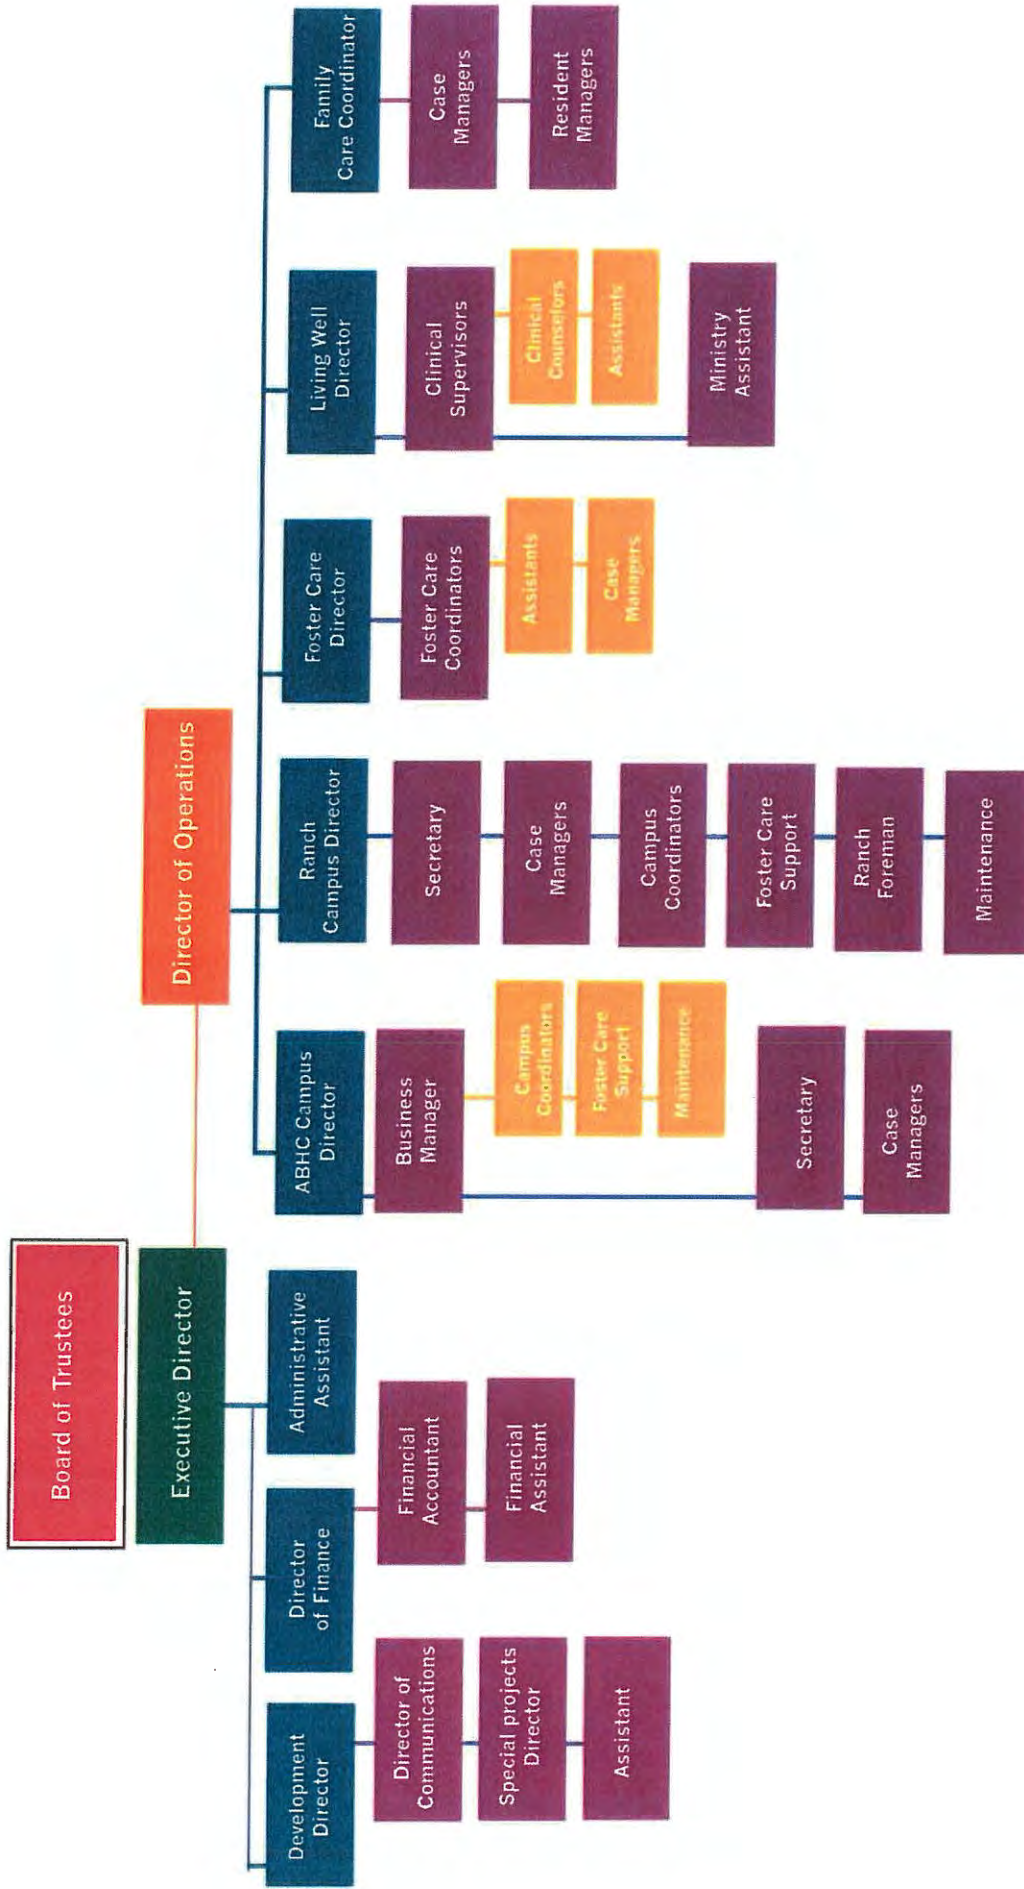 Board of Trustees
Executive Director
Director of Operations
Development
Director
Director of
Communications
Special projects
Director
Assistant
Director
of Finance
Financial
Accountant
Financial
Assistant
Administrative
Assistant
ABHC Campus
Director
Business
Manager
Campus
Coordinators
Foster Care
Support
Maintenance
Secretary
Case
Managers
Ranch
Campus Director
Secretary
Case
Managers
Campus
Coordinators
Foster Care
Support
Ranch
Foreman
Maintenance
Foster Care
Director
Foster Care
Coordinators
Assistants
Case
Managers
Living Well
Director
Clinical
Supervisors
Clinical
Counselors
Assistants
Ministry
Assistant
Family
Care Coordinator
Case
Managers
Resident
Managers